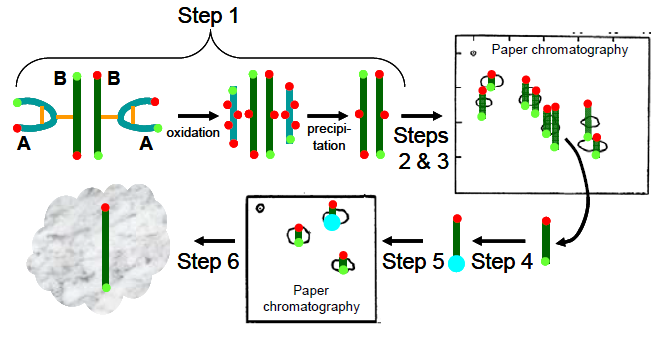 Step 1
B B
A A
oxidation
precipi-
tation
Steps
2 & 3
Paper chromatography
Step 6
Paper
chromatography
Step 5
Step 4